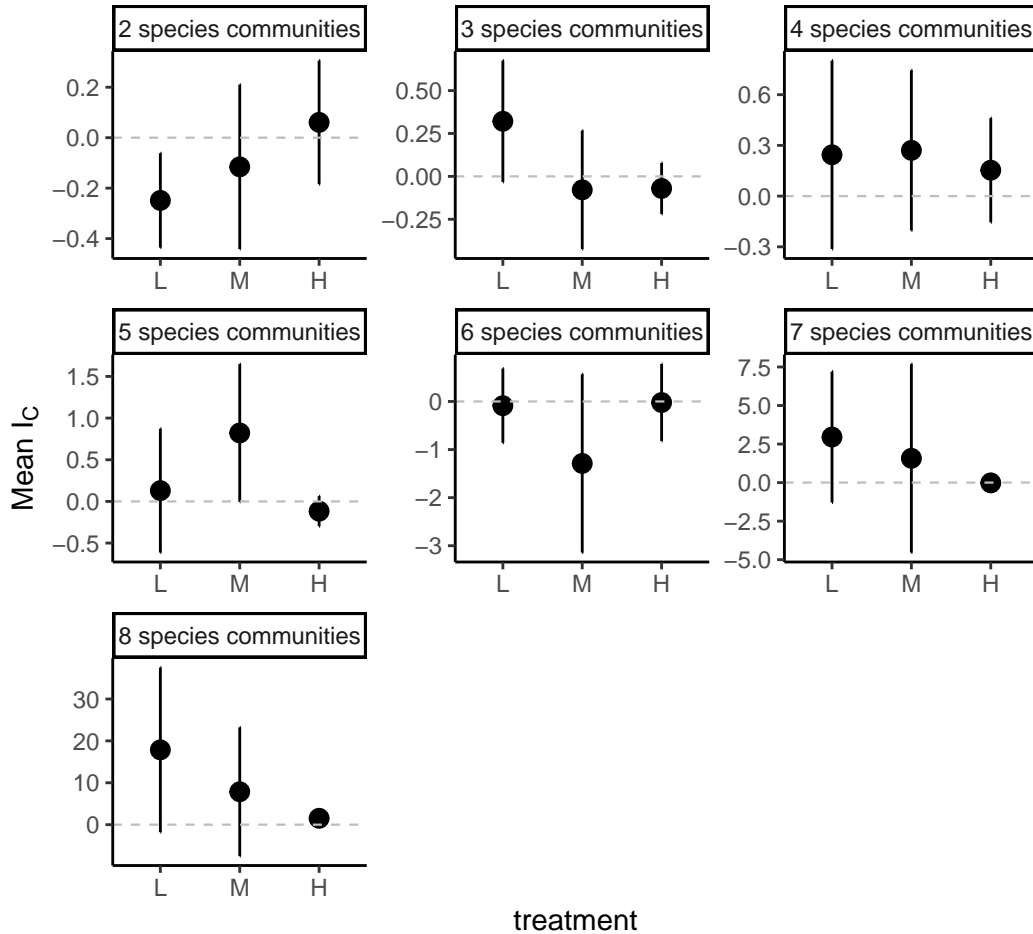 2 species communities
3 species communities
4 species communities
0.2
0.0
−0.2
−0.4
L M H
0.50
0.25
0.00
−0.25
L M H
0.6
0.3
0.0
−0.3
L M H
5 species communities
6 species communities
7 species communities
Mean I_C
1.5
1.0
0.5
0.0
−0.5
L M H
0
−1
−2
−3
L M H
7.5
5.0
2.5
0.0
−2.5
−5.0
L M H
8 species communities
30
20
10
0
L M H
treatment